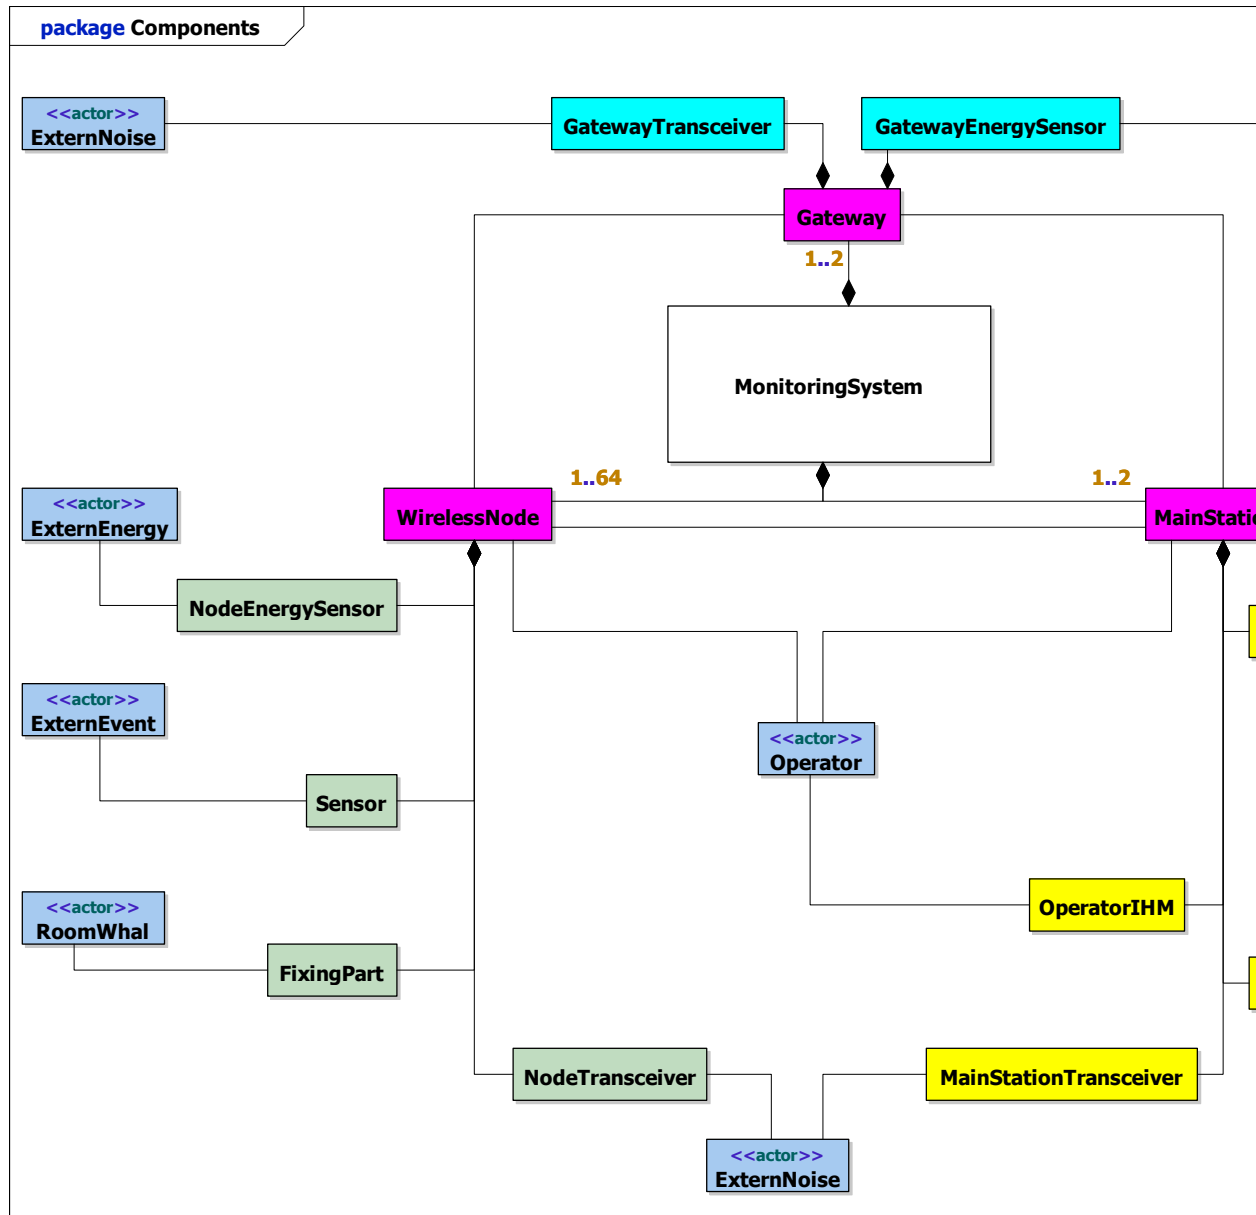 package Components
<<actor>>
ExternNoise
GatewayTransceiver
GatewayEnergySensor
Gateway
1..2
MonitoringSystem
1..64
1..2
<<actor>>
ExternEnergy
WirelessNode
MainStatio
NodeEnergySensor
<<actor>>
ExternEvent
<<actor>>
Operator
Sensor
<<actor>>
RoomWhal
OperatorIHM
FixingPart
NodeTransceiver
MainStationTransceiver
<<actor>>
ExternNoise